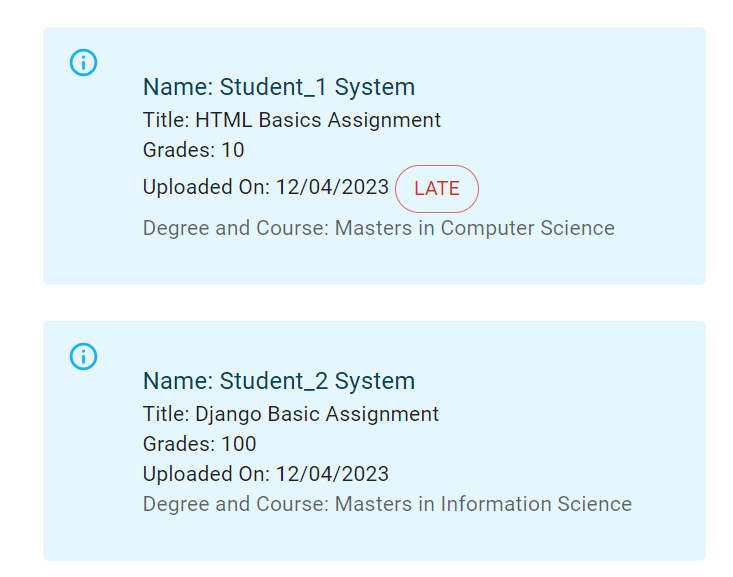 Name: Student_1 System
Title: HTML Basics Assignment
Grades: 10
Uploaded On: 12/04/2023 LATE
Degree and Course: Masters in Computer Science
Name: Student_2 System
Title: Django Basic Assignment
Grades: 100
Uploaded On: 12/04/2023
Degree and Course: Masters in Information Science